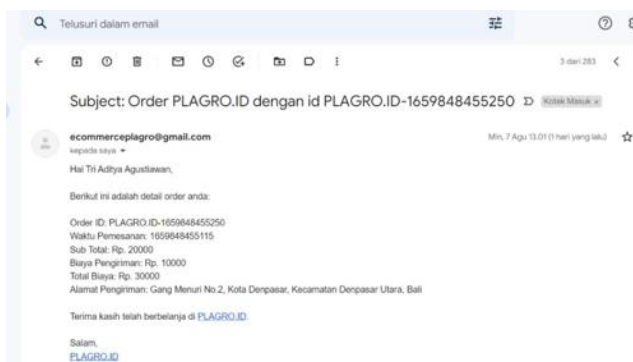 Telusuri dalam email
3 dari 283
Subject: Order PLAGRO.ID dengan id PLAGRO.ID-1659848455250 Kotak Masuk x
ecommerceplagro@gmail.com Min, 7 Agu 13.01 (1 hari yang lalu)
kepada saya
Hai Tri Aditya Agustiawan,
Berikut ini adalah detail order anda:
Order ID: PLAGRO.ID-1659848455250
Waktu Pemesanan: 1659848455115
Sub Total: Rp. 20000
Biaya Pengiriman: Rp. 10000
Total Biaya: Rp. 30000
Alamat Pengiriman: Gang Menuri No.2, Kota Denpasar, Kecamatan Denpasar Utara, Bali
Terima kasih telah berbelanja di PLAGRO.ID.
Salam,
PLAGRO.ID